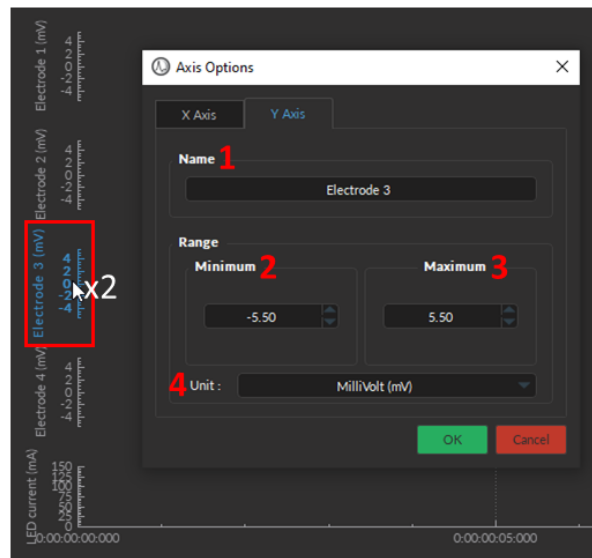 Electrode 1 (mV)
4
2
0
-2
-4
Electrode 2 (mV)
4
2
0
-2
-4
Electrode 3 (mV)
4
2
0
-2
-4
x2
Electrode 4 (mV)
4
2
0
-2
-4
LED current (mA)
150
125
100
75
50
25
0
0:00:00:00:000
0:00:00:05:000
Axis Options
X Axis
Y Axis
Name 1
Electrode 3
Range
Minimum 2
Maximum 3
-5.50
5.50
4 Unit :
MilliVolt (mV)
OK
Cancel